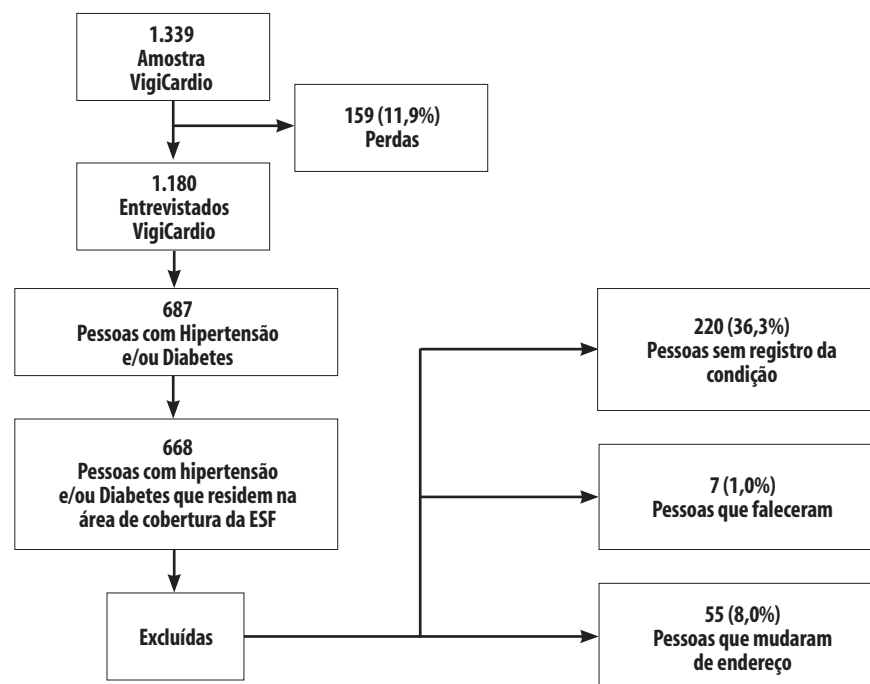 1.339
Amostra
VigiCardio
159 (11,9%)
Perdas
1.180
Entrevistados
VigiCardio
687
Pessoas com Hipertensão
e/ou Diabetes
668
Pessoas com hipertensão
e/ou Diabetes que residem na
área de cobertura da ESF
Excluídas
220 (36,3%)
Pessoas sem registro da
condição
7 (1,0%)
Pessoas que faleceram
55 (8,0%)
Pessoas que mudaram
de endereço